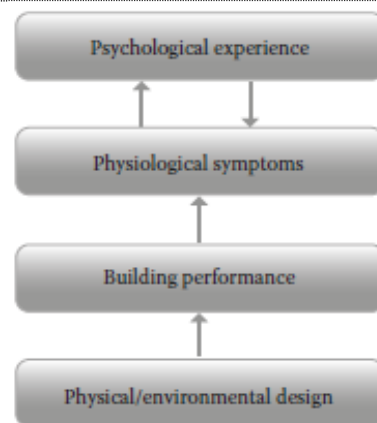 Psychological experience
Physiological symptoms
Building performance
Physical/environmental design